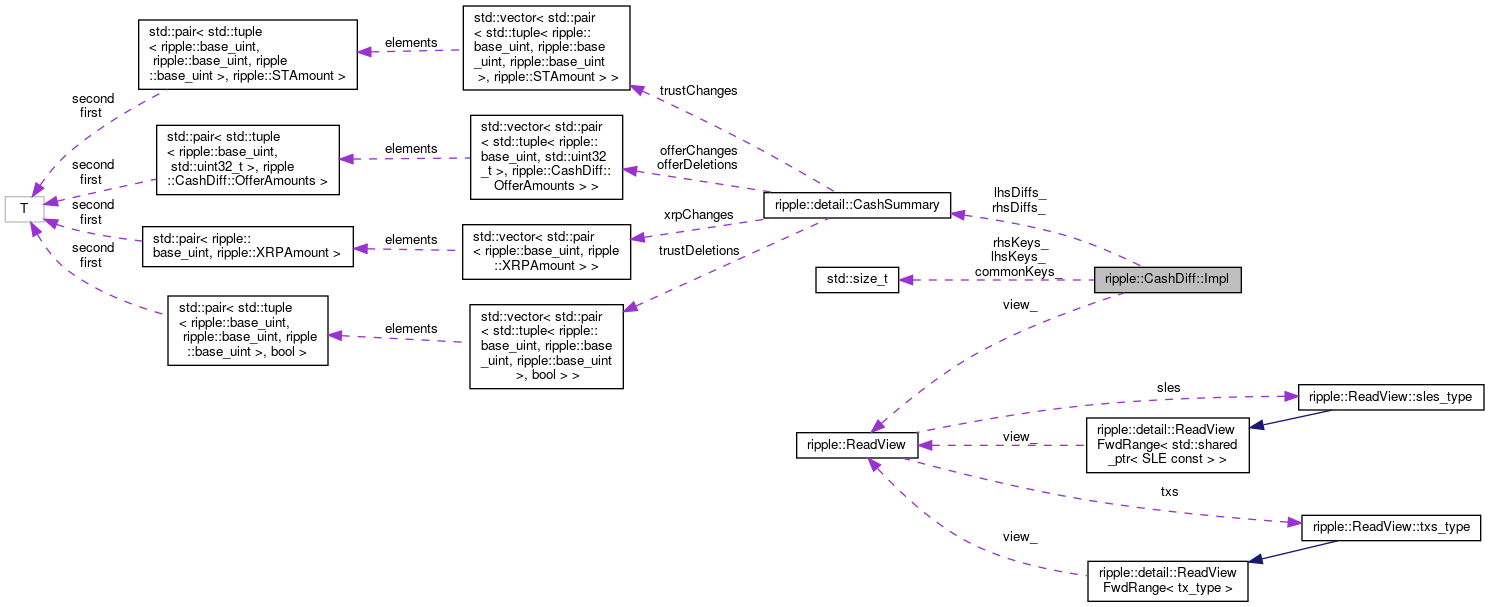 std::pair< std::tuple
< ripple::base_uint,
ripple::base_uint, ripple
::base_uint >, ripple::STAmount >
elements
std::vector< std::pair
< std::tuple< ripple::
base_uint, ripple::base
_uint, ripple::base_uint
>, ripple::STAmount > >
trustChanges
second
first
std::pair< std::tuple
< ripple::base_uint,
std::uint32_t >, ripple
::CashDiff::OfferAmounts >
elements
std::vector< std::pair
< std::tuple< ripple::
base_uint, std::uint32
_t >, ripple::CashDiff::
OfferAmounts > >
offerChanges
offerDeletions
second
first
T
second
first
std::pair< ripple::
base_uint, ripple::XRPAmount >
elements
std::vector< std::pair
< ripple::base_uint, ripple
::XRPAmount > >
xrpChanges
trustDeletions
ripple::detail::CashSummary
lhsDiffs_
rhsDiffs_
second
first
std::pair< std::tuple
< ripple::base_uint,
ripple::base_uint, ripple
::base_uint >, bool >
elements
std::vector< std::pair
< std::tuple< ripple::
base_uint, ripple::base
_uint, ripple::base_uint
>, bool > >
std::size_t
rhsKeys_
lhsKeys_
commonKeys_
ripple::CashDiff::Impl
view_
ripple::ReadView
sles
ripple::ReadView::sles_type
view_
ripple::detail::ReadView
FwdRange< std::shared
_ptr< SLE const > >
txs
ripple::ReadView::txs_type
view_
ripple::detail::ReadView
FwdRange< tx_type >